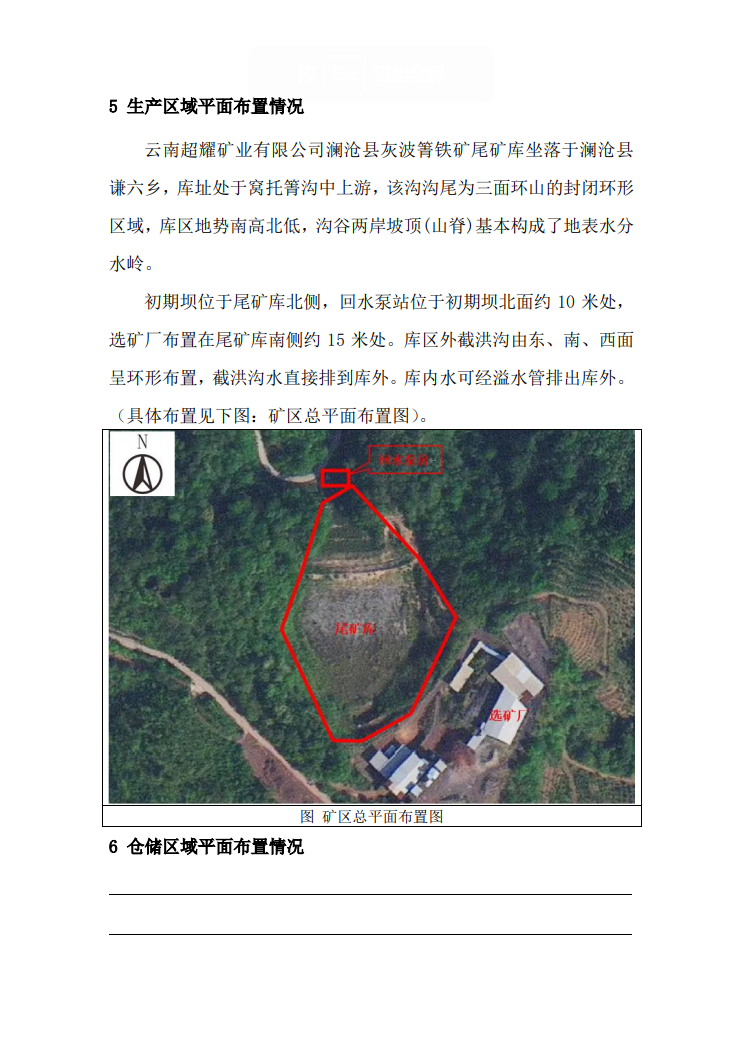 5 生产区域平面布置情况
云南超耀矿业有限公司澜沧县灰波箐铁矿尾矿库坐落于澜沧县
谦六乡，库址处于窝托箐沟中上游，该沟沟尾为三面环山的封闭环形
区域，库区地势南高北低，沟谷两岸坡顶(山脊)基本构成了地表水分
水岭。
初期坝位于尾矿库北侧，回水泵站位于初期坝北面约 10 米处，
选矿厂布置在尾矿库南侧约 15 米处。库区外截洪沟由东、南、西面
呈环形布置，截洪沟水直接排到库外。库内水可经溢水管排出库外。
（具体布置见下图：矿区总平面布置图）。
N
尾矿库
选矿厂
图 矿区总平面布置图
6 仓储区域平面布置情况